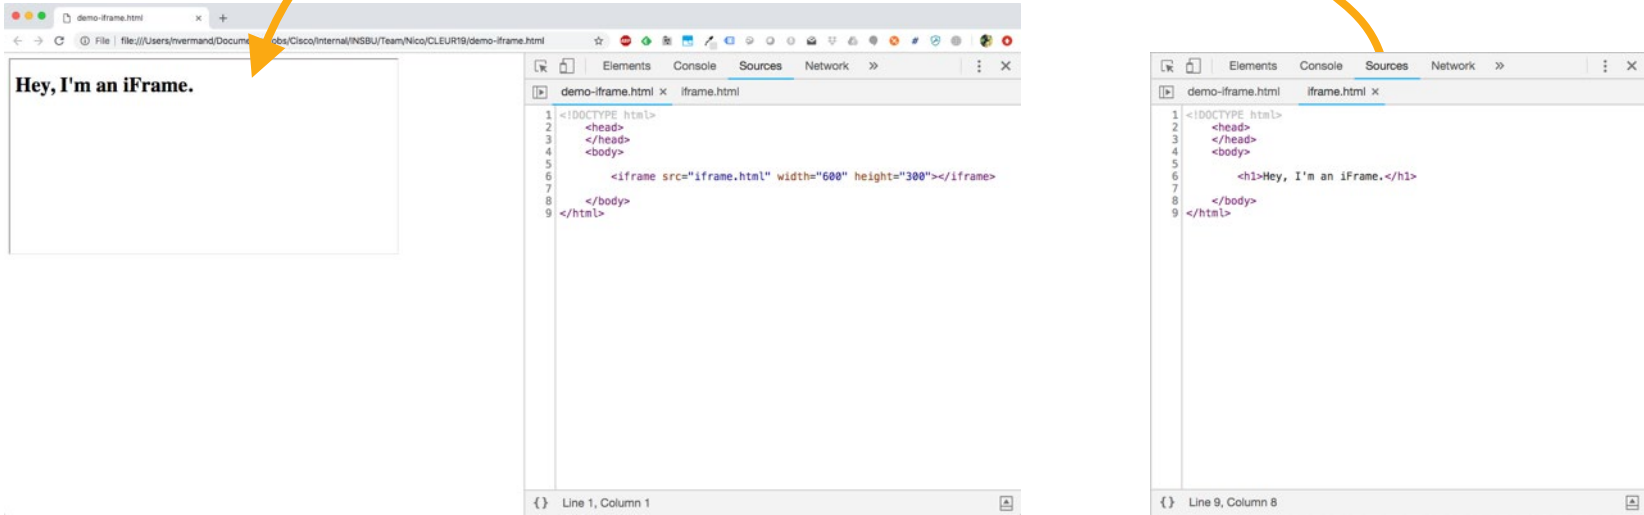 demo-iframe.html × +
File | file:///Users/nvermand/Docume obs/Cisco/Internal/INSBU/Team/Nico/CLEUR19/demo-iframe.html
Hey, I'm an iFrame.
Elements Console Sources Network »
demo-iframe.html × iframe.html
1 <!DOCTYPE html>
2 <head>
3 </head>
4 <body>
5
6 <iframe src="iframe.html" width="600" height="300"></iframe>
7
8 </body>
9 </html>
{} Line 1, Column 1
Elements Console Sources Network »
demo-iframe.html iframe.html ×
1 <!DOCTYPE html>
2 <head>
3 </head>
4 <body>
5
6 <h1>Hey, I'm an iFrame.</h1>
7
8 </body>
9 </html>
{} Line 9, Column 8